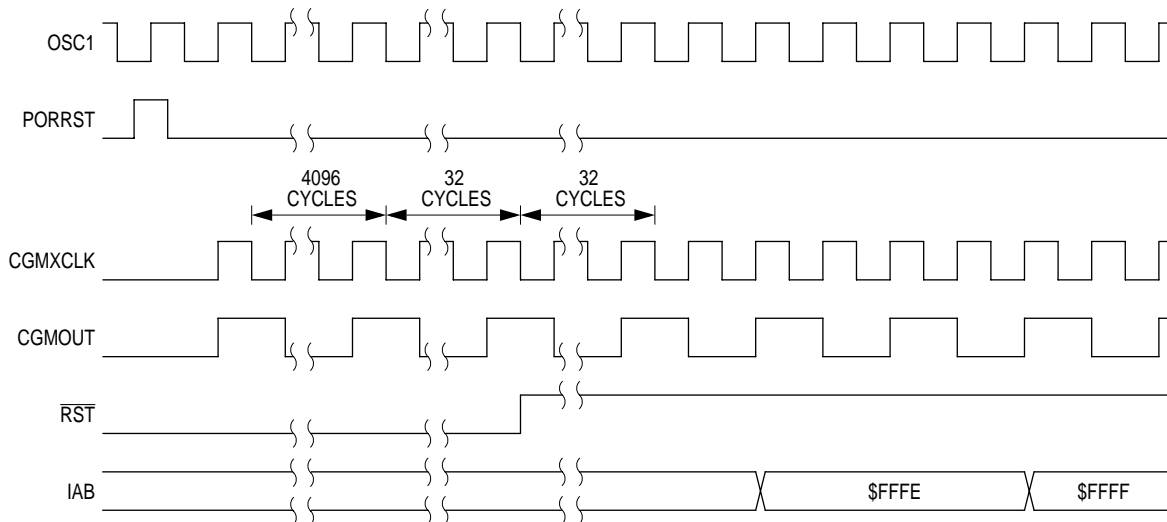 OSC1
PORRST
4096
CYCLES
32
CYCLES
32
CYCLES
CGMXCLK
CGMOUT
RST
IAB
$FFFE
$FFFF